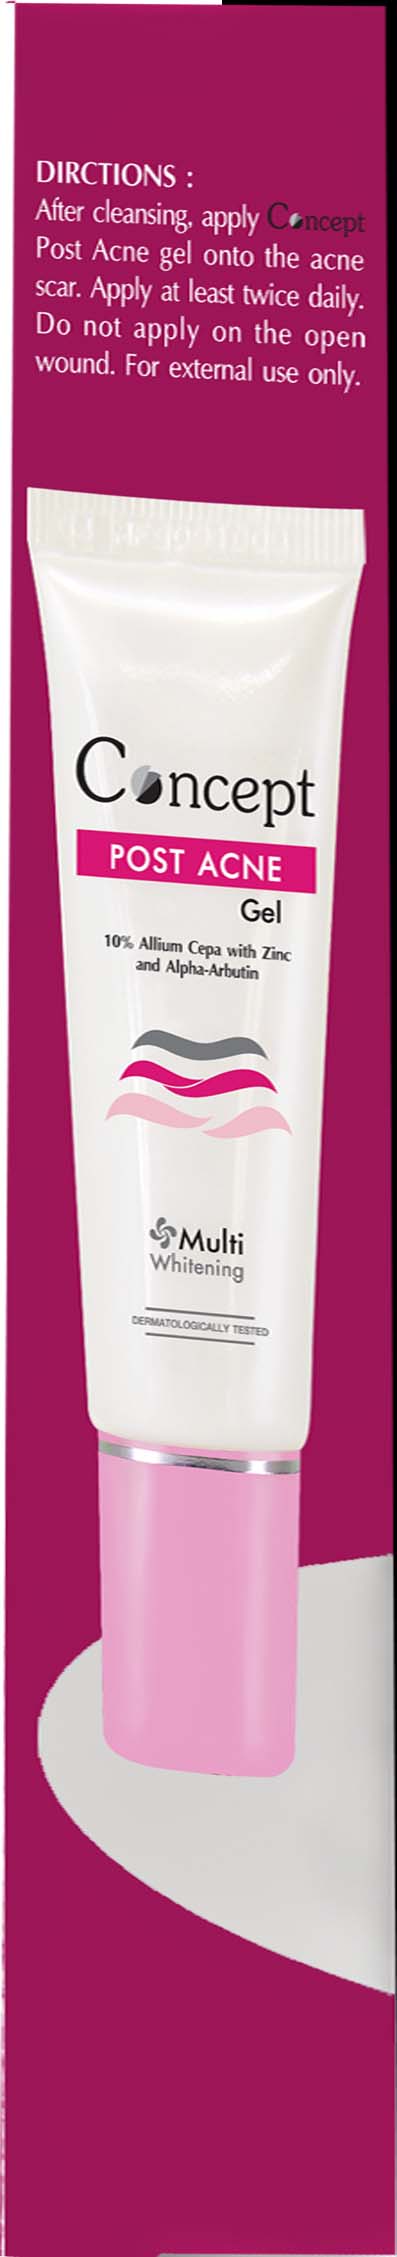 DIRCTIONS :
After cleansing, apply Concept
Post Acne gel onto the acne
scar. Apply at least twice daily.
Do not apply on the open
wound. For external use only.
Concept
POST ACNE
Gel
10% Allium Cepa with Zinc
and Alpha-Arbutin
Multi
Whitening
DERMATOLOGICALLY TESTED